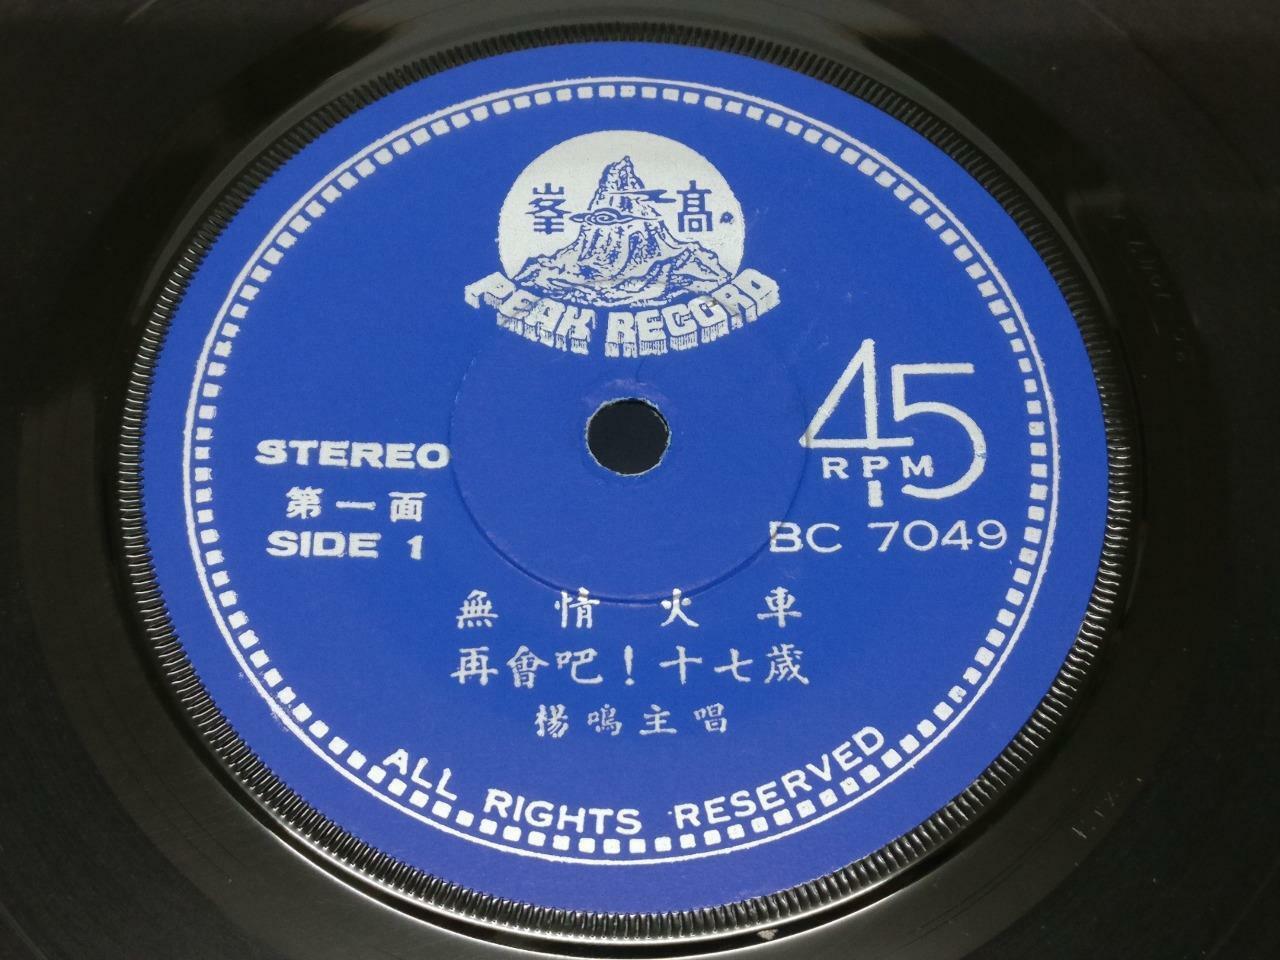 峯高
PEAK RECORD
45
RPM
BC 7049
STEREO
第一面
SIDE 1
無情火車
再會吧！十七歲
楊鳴主唱
ALL RIGHTS RESERVED